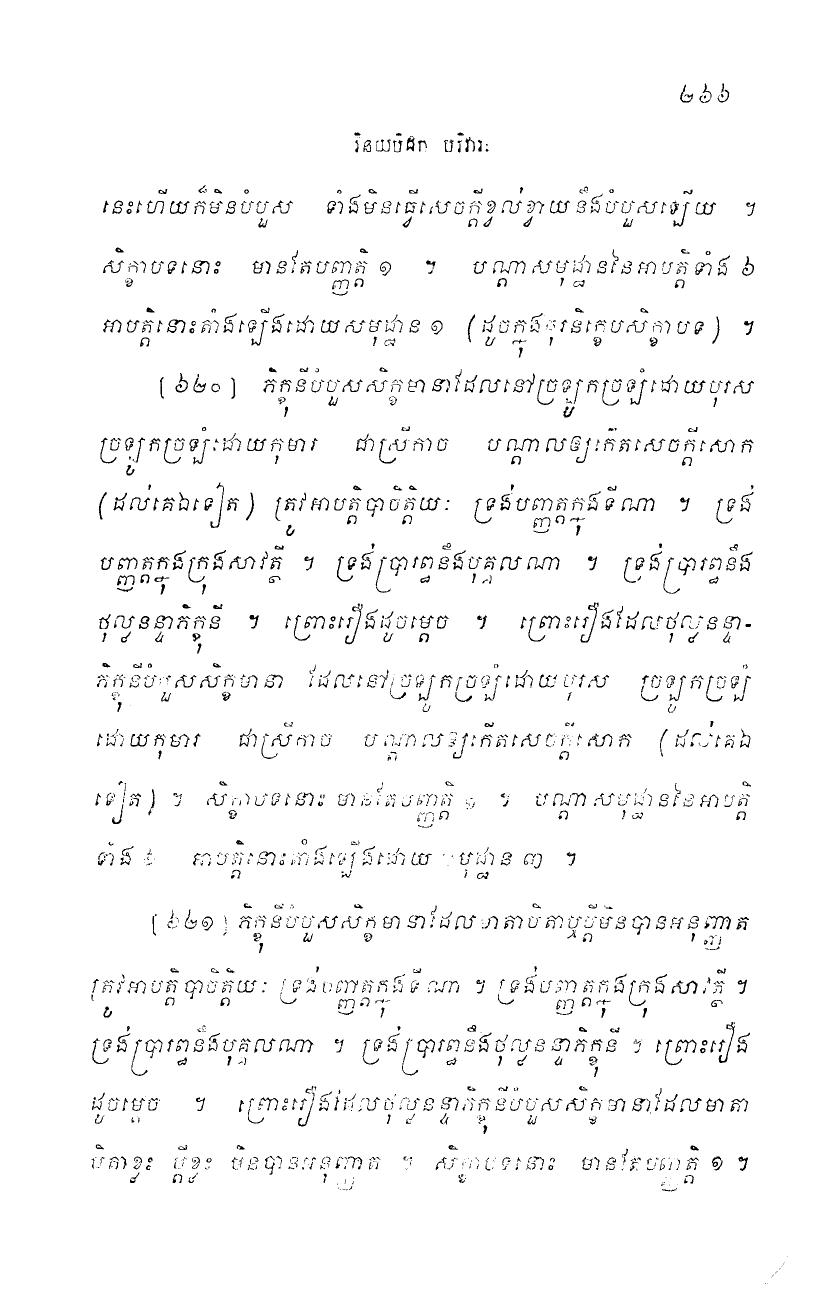 ២៦៦
វិនយបិដក បរិវារៈ
នេះហើយក៏មិនបំបួស ទាំងមិនធ្វើសេចក្តីខ្វល់ខ្វាយនឹងបំបួសឡើយ ។
សិក្ខាបទនោះ មានតែបញ្ញត្តិ ១ ។ បណ្តាសមុដ្ឋាននៃអាបត្តិទាំង ៦
អាបត្តិនោះតាំងឡើងដោយសមុដ្ឋាន ១ (ដូចក្នុងធុរនិក្ខេបសិក្ខាបទ) ។
[៦២០] ភិក្ខុនីបំបួសសិក្ខមានាដែលនៅច្រឡូកច្រឡំដោយបុរស
ច្រឡូកច្រឡំដោយកុមារ ជាស្រីកាច បណ្តាលឲ្យកើតសេចក្តីសោក
(ដល់គេឯទៀត) ត្រូវអាបត្តិបាចិត្តិយៈ ទ្រង់បញ្ញត្តក្នុងទីណា ។ ទ្រង់
បញ្ញត្តក្នុងក្រុងសាវត្ថី ។ ទ្រង់ប្រារព្ធនឹងបុគ្គលណា ។ ទ្រង់ប្រារព្ធនឹង
ថុល្លនន្ទាភិក្ខុនី ។ ព្រោះរឿងដូចម្តេច ។ ព្រោះរឿងដែលថុល្លនន្ទា-
ភិក្ខុនីបំបួសសិក្ខមានា ដែលនៅច្រឡូកច្រឡំដោយបុរស ច្រឡូកច្រឡំ
ដោយកុមារ ជាស្រីកាច បណ្តាលឲ្យកើតសេចក្តីសោក (ដល់គេឯ
ទៀត) ។ សិក្ខាបទនោះ មានតែបញ្ញត្តិ ១ ។ បណ្តាសមុដ្ឋាននៃអាបត្តិ
ទាំង ៦ អាបត្តិនោះតាំងឡើងដោយសមុដ្ឋាន ៣ ។
[៦២១] ភិក្ខុនីបំបួសសិក្ខមានាដែលមាតាបិតាឬប្តីមិនបានអនុញ្ញាត
ត្រូវអាបត្តិបាចិត្តិយៈ ទ្រង់បញ្ញត្តក្នុងទីណា ។ ទ្រង់បញ្ញត្តក្នុងក្រុងសាវត្ថី ។
ទ្រង់ប្រារព្ធនឹងបុគ្គលណា ។ ទ្រង់ប្រារព្ធនឹងថុល្លនន្ទាភិក្ខុនី ។ ព្រោះរឿង
ដូចម្តេច ។ ព្រោះរឿងដែលថុល្លនន្ទាភិក្ខុនីបំបួសសិក្ខមានាដែលមាតា
បិតាខ្លះ ប្តីខ្លះ មិនបានអនុញ្ញាត ។ សិក្ខាបទនោះ មានតែបញ្ញត្តិ ១ ។